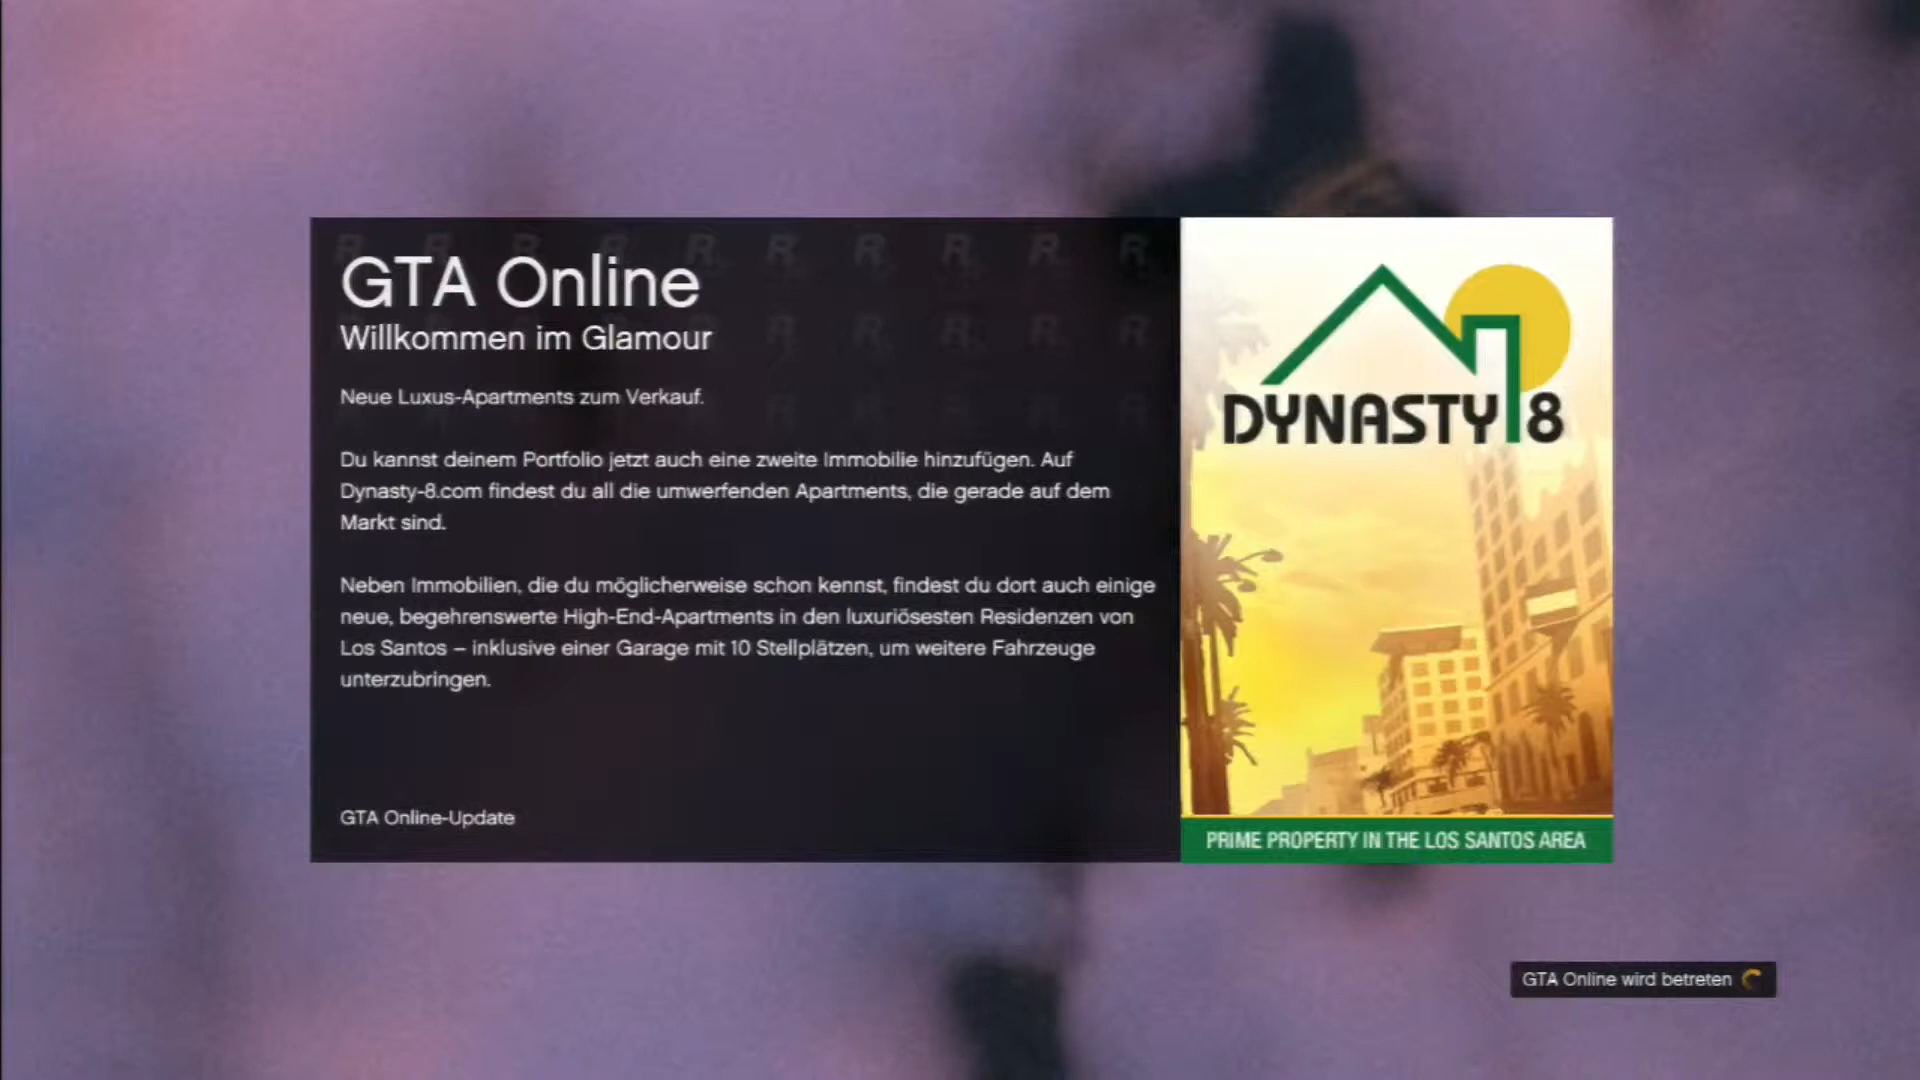 GTA Online
Willkommen im Glamour
Neue Luxus-Apartments zum Verkauf.
Du kannst deinem Portfolio jetzt auch eine zweite Immobilie hinzufügen. Auf
Dynasty-8.com findest du all die umwerfenden Apartments, die gerade auf dem
Markt sind.
Neben Immobilien, die du möglicherweise schon kennst, findest du dort auch einige
neue, begehrenswerte High-End-Apartments in den luxuriösesten Residenzen von
Los Santos – inklusive einer Garage mit 10 Stellplätzen, um weitere Fahrzeuge
unterzubringen.
GTA Online-Update
DYNASTY 8
PRIME PROPERTY IN THE LOS SANTOS AREA
GTA Online wird betreten